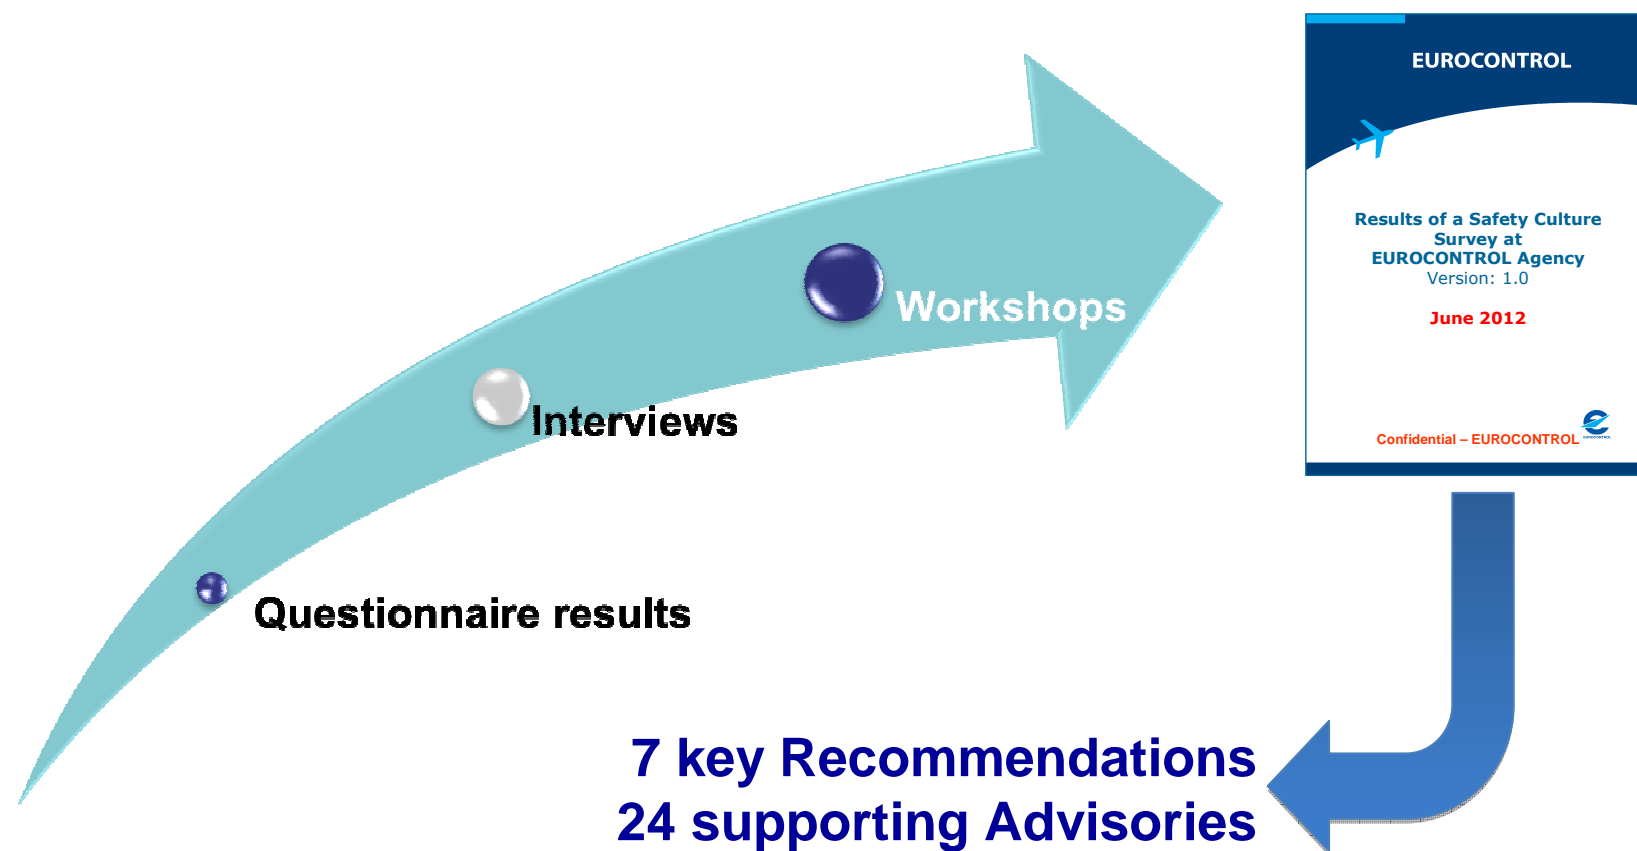 EUROCONTROL
Results of a Safety Culture
Survey at
EUROCONTROL Agency
Version: 1.0
June 2012
Confidential – EUROCONTROL
EUROCONTROL
Workshops
Interviews
Questionnaire results
7 key Recommendations
24 supporting Advisories